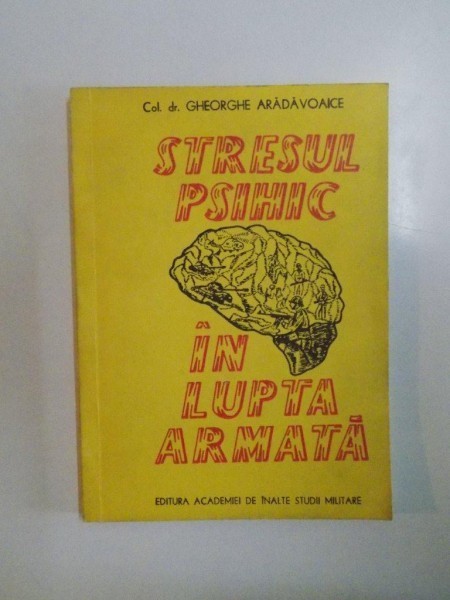 Col. dr. GHEORGHE ARĂDĂVOAICE
STRESUL
PSIHIC
ÎN
LUPTA
ARMATĂ
EDITURA ACADEMIEI DE ÎNALTE STUDII MILITARE